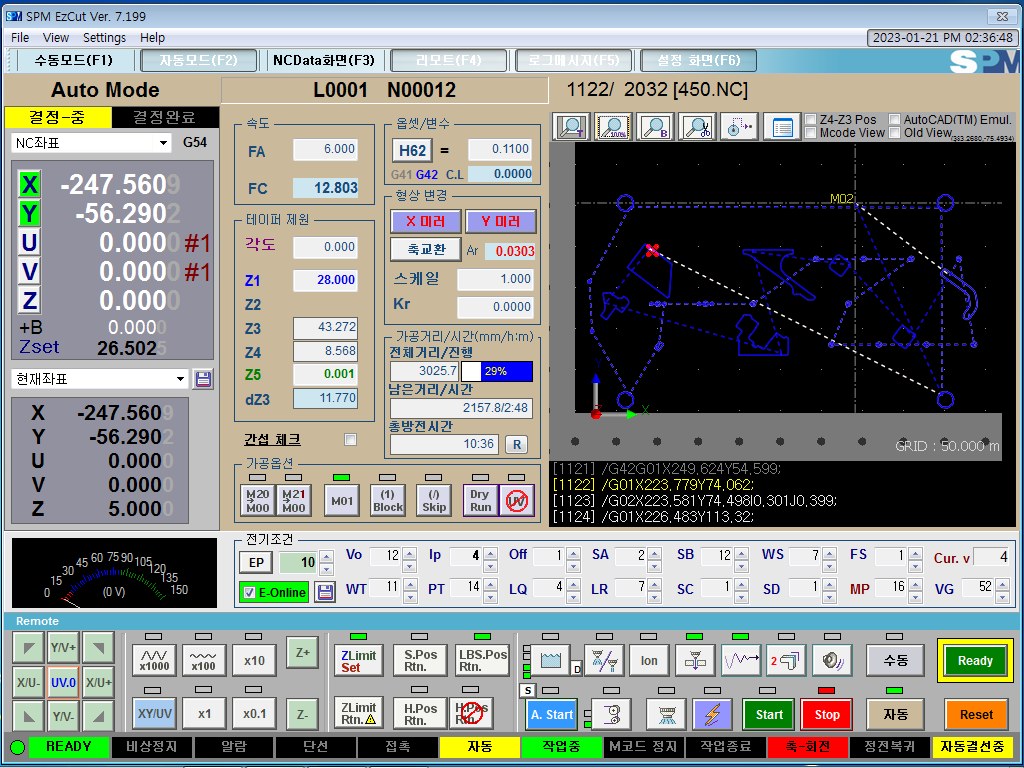 SPM EzCut Ver. 7.199
File View Settings Help
2023-01-21 PM 02:36:48
수동모드(F1) 자동모드(F2) NCData화면(F3) 리모트(F4) 로그메시지(F5) 설정 화면(F6)
SPM
Auto Mode
L0001 N00012
1122/ 2032 [450.NC]
결정-중 결정완료
NC좌표 G54
X -247.5609
Y -56.2902
U 0.0000 #1
V 0.0000 #1
Z 0.0000
+B 0.0000
Zset 26.5025
현재좌표
X -247.5609
Y -56.2902
U 0.0000
V 0.0000
Z 5.0000
속도
FA 6.000
FC 12.803
테이퍼 제원
각도 0.000
Z1 28.000
Z2
Z3 43.272
Z4 8.568
Z5 0.001
dZ3 11.770
간섭 체크
옵셋/변수
H62 = 0.1100
G41 G42 C.L 0.0000
형상 변경
X 미러 Y 미러
축교환 Ar 0.0303
스케일 1.000
Kr 0.0000
가공거리/시간(mm/h:m)
전체거리/진행
3025.7 29%
남은거리/시간
2157.8/2:48
총방전시간
10:36 R
가공옵션
M20 M00
M21 M00
M01
(1) Block
(/) Skip
Dry Run
UV
Z4-Z3 Pos AutoCAD(TM) Emul.
Mcode View Old View
(363.2680,-75.4934)
M02
X
GRID : 50.000 m
[1121] /G42G01X249,624Y54,599;
[1122] /G01X223,779Y74,062;
[1123] /G02X223,581Y74,498I0,301J0,399;
[1124] /G01X226,483Y113,32;
0 15 30 45 60 75 90 105 120 135 150
(0 V)
전기조건
EP 10 Vo 12 Ip 4 Off 1 SA 2 SB 12 WS 7 FS 1 Cur. v 4
E-Online WT 11 PT 14 LQ 4 LR 7 SC 1 SD 1 MP 16 VG 52
Remote
Y/V+
X/U- UV.0 X/U+
Y/V-
x1000 x100 x10 Z+
XY/UV x1 x0.1 Z-
ZLimit Set
S.Pos Rtn.
LBS.Pos Rtn.
ZLimit Rtn.
H.Pos Rtn.
H.Pos Rtn.
D Ion 2 수동
S A. Start Start Stop 자동
Ready
Reset
READY 비상정지 알람 단선 접촉 자동 작업중 M코드 정지 작업종료 축-회전 정전복귀 자동결선중